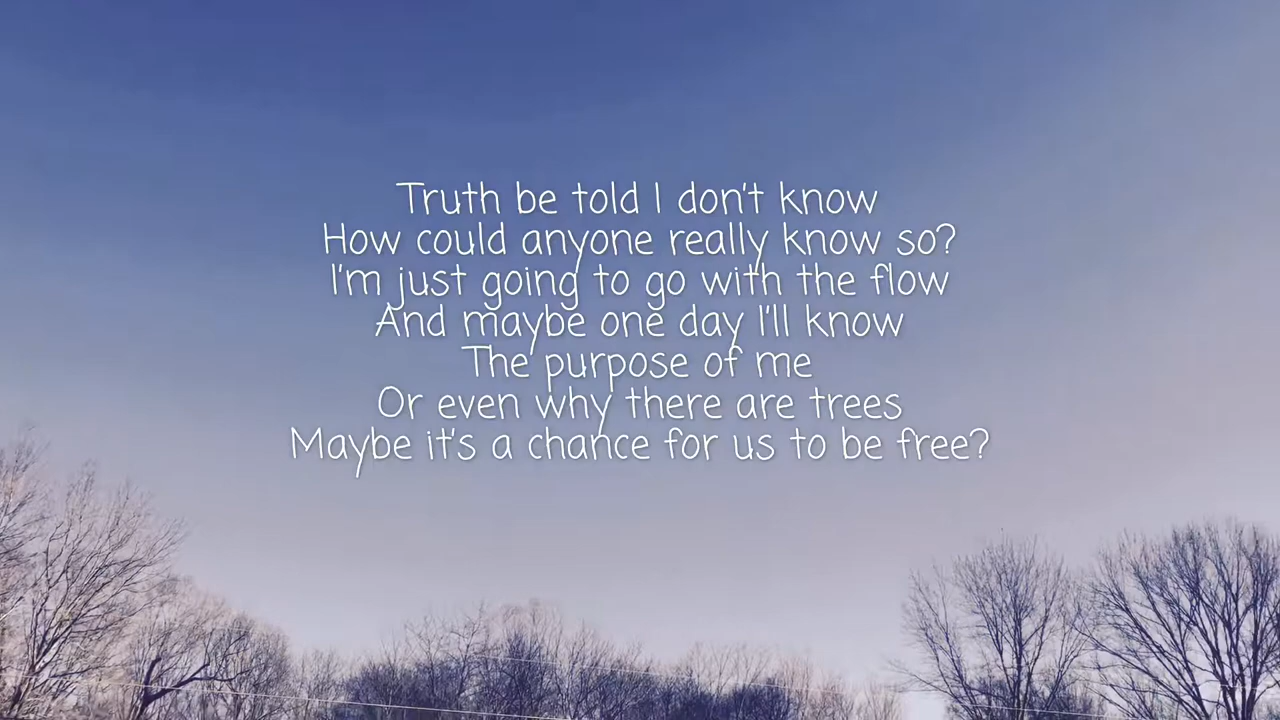 Truth be told I don't know
How could anyone really know so?
I'm just going to go with the flow
And maybe one day I'll know
The purpose of me
Or even why there are trees
Maybe it's a chance for us to be free?